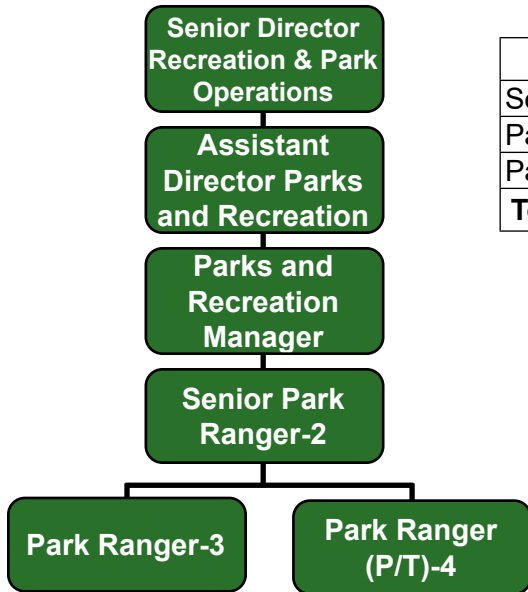 Senior Director
Recreation & Park
Operations
Assistant
Director Parks
and Recreation
Parks and
Recreation
Manager
Senior Park
Ranger-2
Park Ranger-3
Park Ranger
(P/T)-4